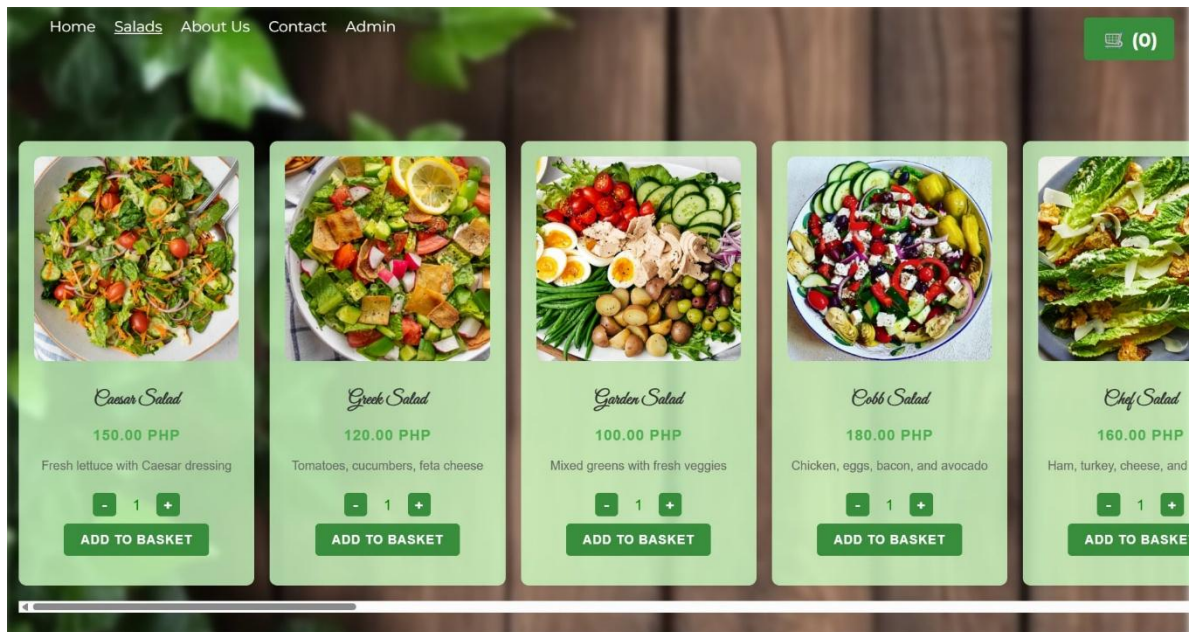 Home Salads About Us Contact Admin
(0)
Caesar Salad
150.00 PHP
Fresh lettuce with Caesar dressing
- 1 +
ADD TO BASKET
Greek Salad
120.00 PHP
Tomatoes, cucumbers, feta cheese
- 1 +
ADD TO BASKET
Garden Salad
100.00 PHP
Mixed greens with fresh veggies
- 1 +
ADD TO BASKET
Cobb Salad
180.00 PHP
Chicken, eggs, bacon, and avocado
- 1 +
ADD TO BASKET
Chef Salad
160.00 PHP
Ham, turkey, cheese, and
- 1 +
ADD TO BASKE